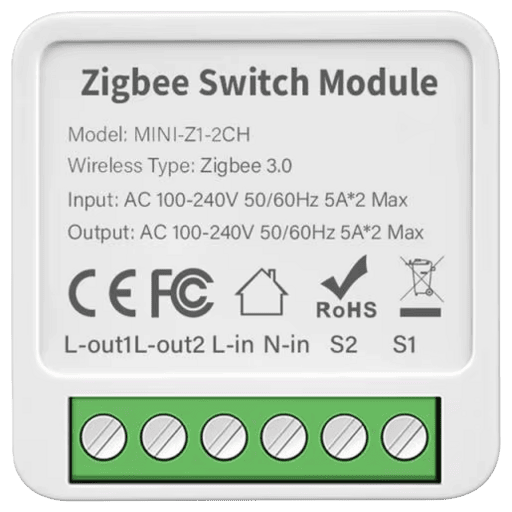 Zigbee Switch Module
Model: MINI-Z1-2CH
Wireless Type: Zigbee 3.0
Input: AC 100-240V 50/60Hz 5A*2 Max
Output: AC 100-240V 50/60Hz 5A*2 Max
CE FC RoHS
L-out1 L-out2 L-in N-in S2 S1